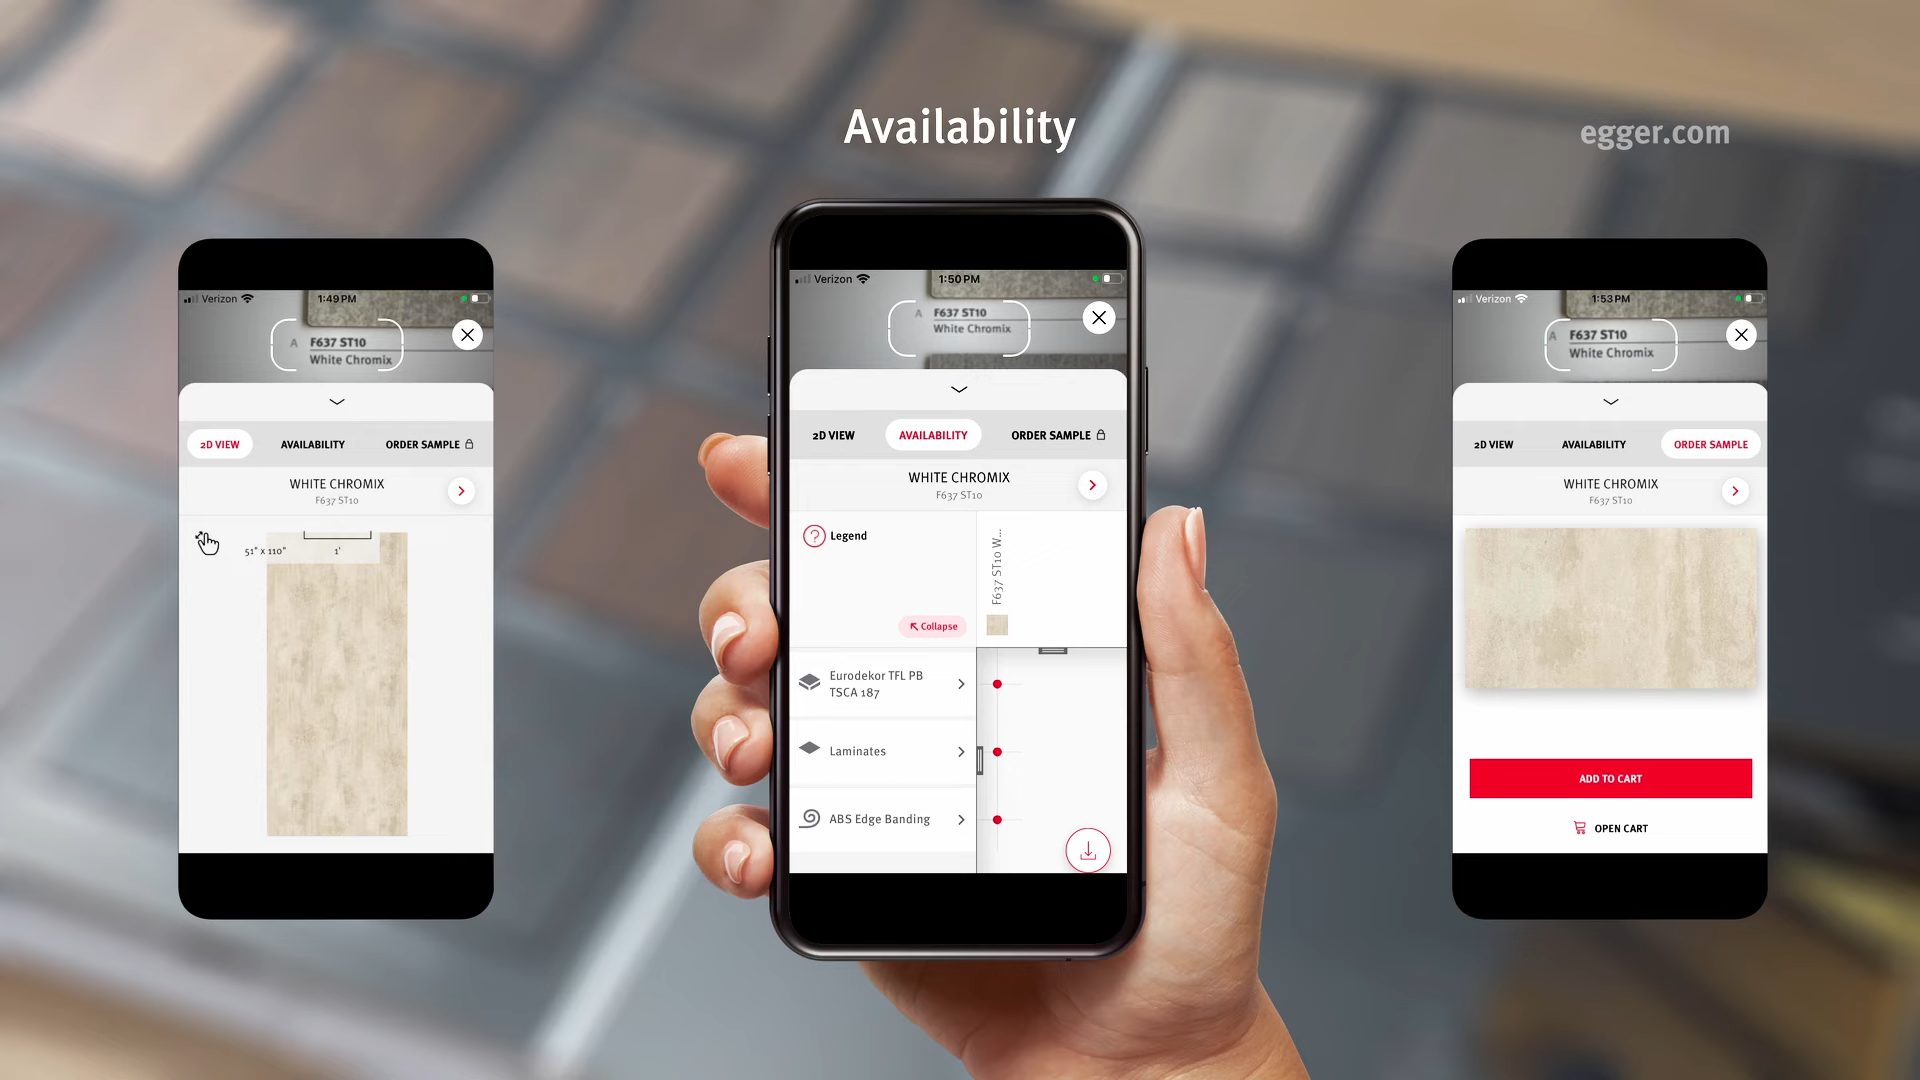 Availability
egger.com
Verizon 1:49 PM
A F637 ST10
White Chromix
2D VIEW AVAILABILITY ORDER SAMPLE
WHITE CHROMIX
F637 ST10
51" x 110" 1'
Verizon 1:50 PM
A F637 ST10
White Chromix
2D VIEW AVAILABILITY ORDER SAMPLE
WHITE CHROMIX
F637 ST10
? Legend
F637 ST10 W...
Collapse
Eurodekor TFL PB
TSCA 187
Laminates
ABS Edge Banding
Verizon 1:53 PM
A F637 ST10
White Chromix
2D VIEW AVAILABILITY ORDER SAMPLE
WHITE CHROMIX
F637 ST10
ADD TO CART
OPEN CART